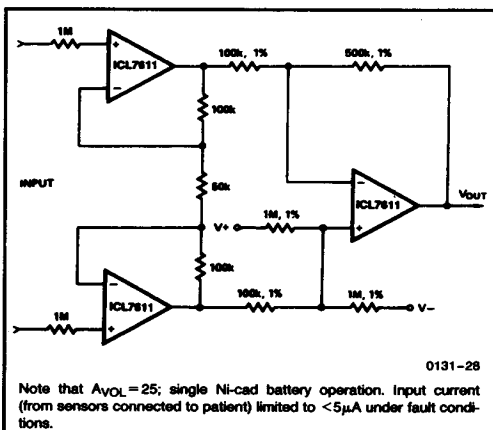 1M
ICL7611
100k, 1%
500k, 1%
100k
INPUT
50k
ICL7611
VOUT
V+
1M, 1%
100k
ICL7611
1M
100k, 1%
1M, 1%
V−
0131-28
Note that AVOL=25; single Ni-cad battery operation. Input current
(from sensors connected to patient) limited to <5μA under fault condi-
tions.